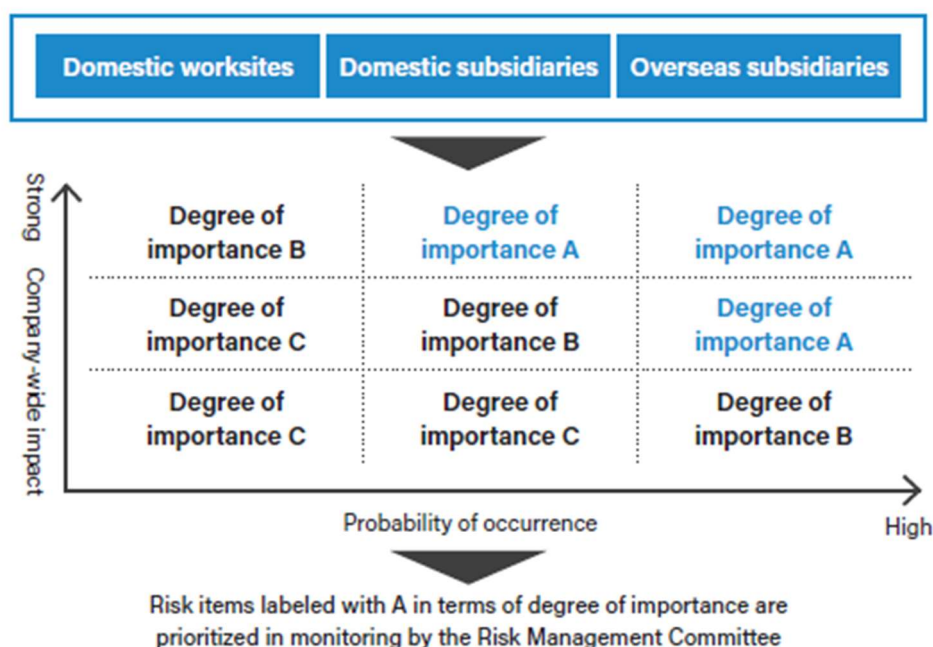 Domestic worksites
Domestic subsidiaries
Overseas subsidiaries
Strong Company-wide impact
Degree of
importance B
Degree of
importance A
Degree of
importance A
Degree of
importance C
Degree of
importance B
Degree of
importance A
Degree of
importance C
Degree of
importance C
Degree of
importance B
Probability of occurrence
High
Risk items labeled with A in terms of degree of importance are
prioritized in monitoring by the Risk Management Committee